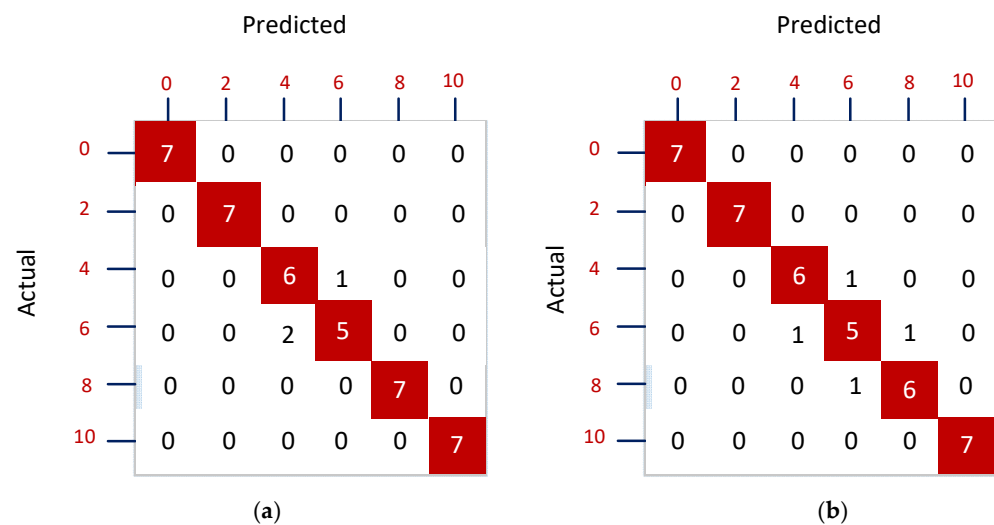 Predicted
0 2 4 6 8 10
Actual
0 7 0 0 0 0 0
2 0 7 0 0 0 0
4 0 0 6 1 0 0
6 0 0 2 5 0 0
8 0 0 0 0 7 0
10 0 0 0 0 0 7
(a)
Predicted
0 2 4 6 8 10
Actual
0 7 0 0 0 0 0
2 0 7 0 0 0 0
4 0 0 6 1 0 0
6 0 0 1 5 1 0
8 0 0 0 1 6 0
10 0 0 0 0 0 7
(b)